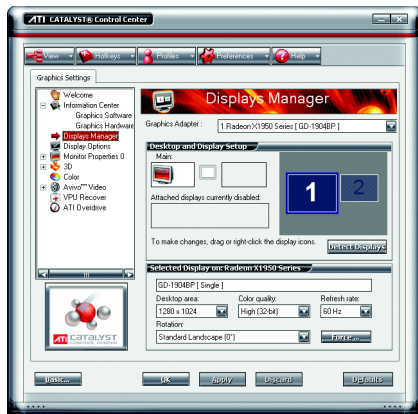 ATI CATALYST® Control Center
View
Hotkeys
Profiles
Preferences
Help
Graphics Settings
Welcome
Information Center
Graphics Software
Graphics Hardware
Displays Manager
Display Options
Monitor Properties 0
3D
Color
Avivo™ Video
VPU Recover
ATI Overdrive
Displays Manager
Graphics Adapter :
1.Radeon X1950 Series [ GD-1904BP ]
Desktop and Display Setup
Main:
1
2
Attached displays currently disabled:
To make changes, drag or right-click the display icons.
Detect Displays
Selected Display on: Radeon X1950 Series
GD-1904BP [ Single ]
Desktop area:
Color quality:
Refresh rate:
1280 x 1024
High (32-bit)
60 Hz
Rotation:
Standard Landscape (0°)
Force ...
ATI CATALYST
CONTROL CENTER
Basic...
OK
Apply
Discard
Defaults